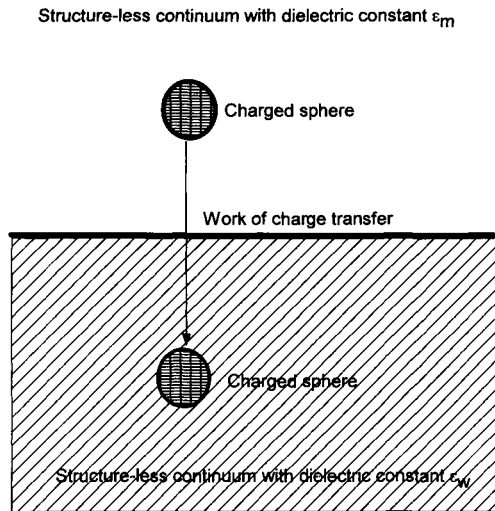 Structure-less continuum with dielectric constant εm
Charged sphere
Work of charge transfer
Charged sphere
Structure-less continuum with dielectric constant εw